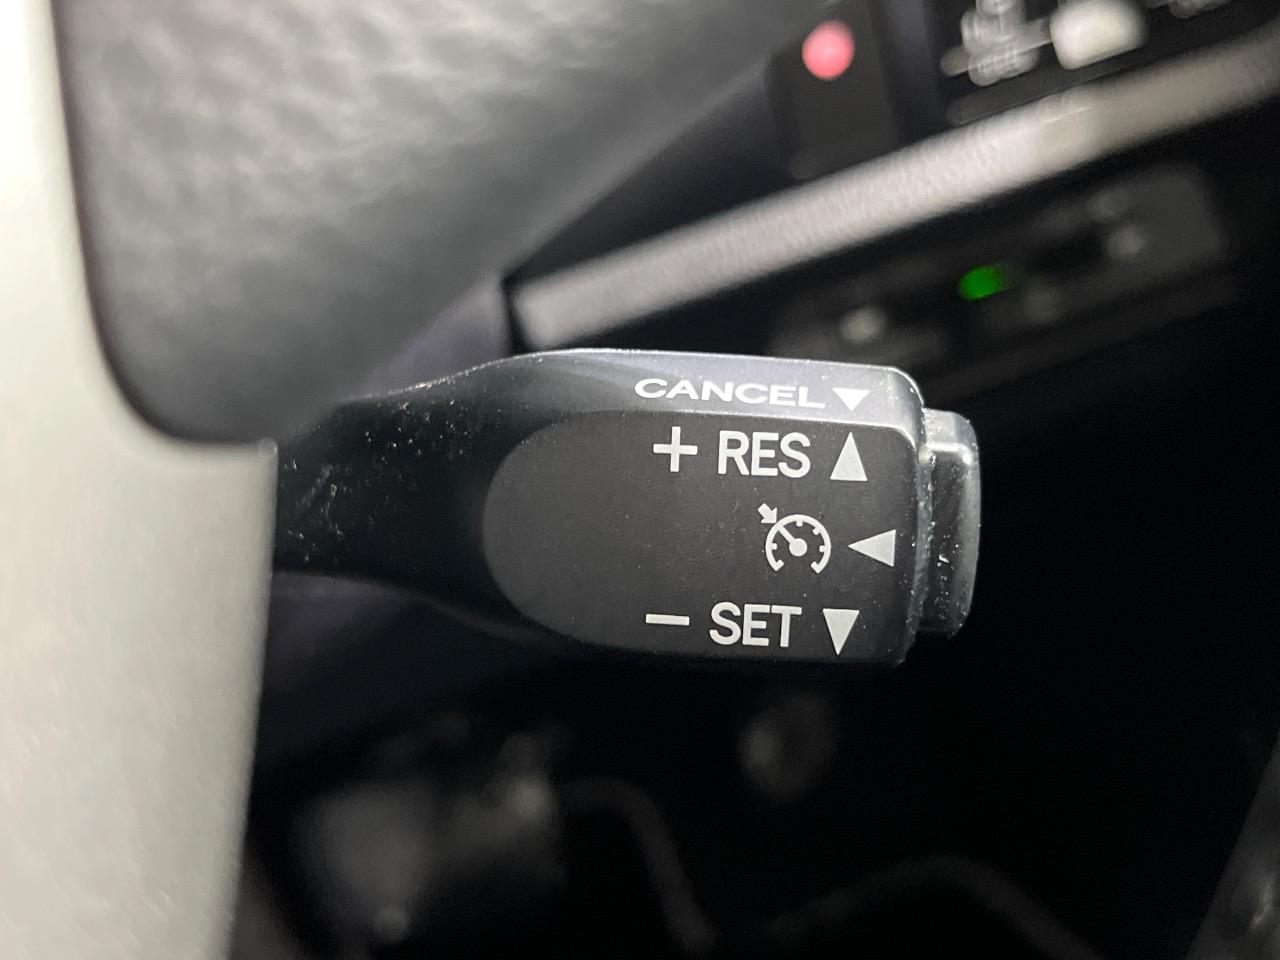 CANCEL ▼
+ RES ▲
◀
− SET ▼